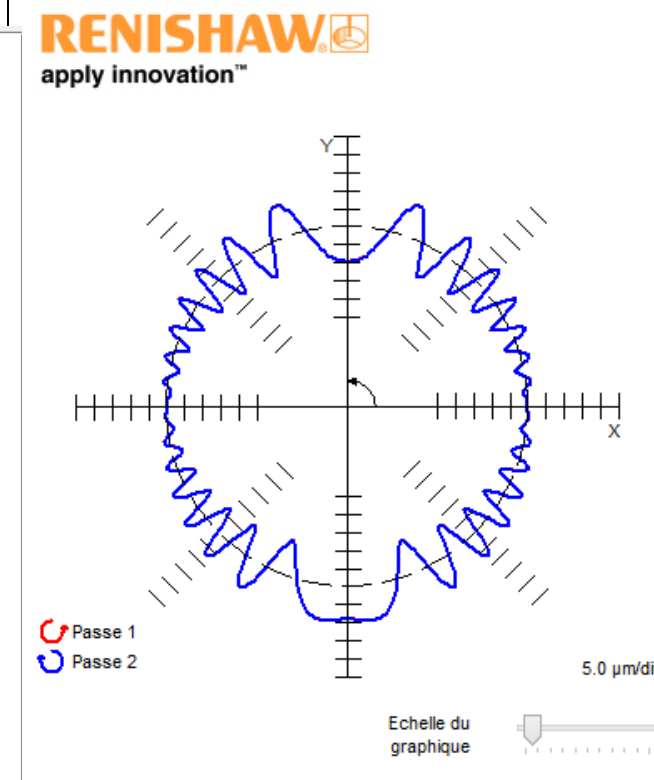 RENISHAW
apply innovation™
Y
X
Passe 1
Passe 2
5.0 µm/di
Echelle du
graphique